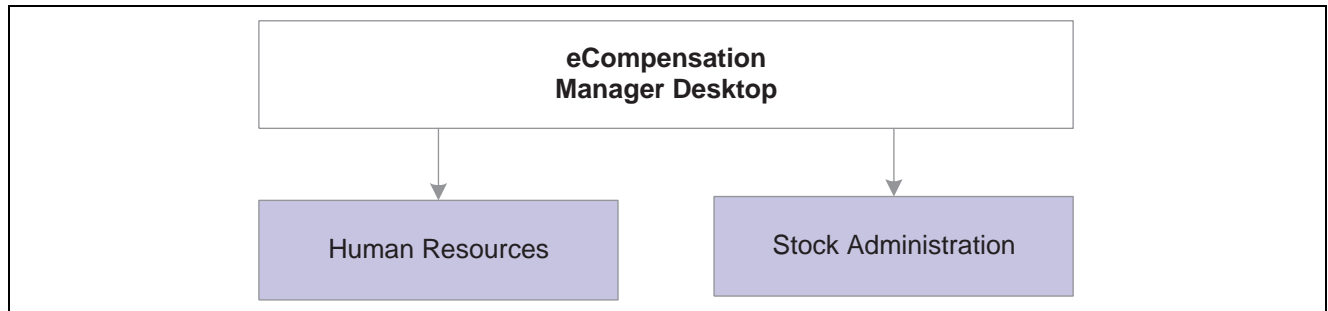 eCompensation
Manager Desktop
Human Resources
Stock Administration